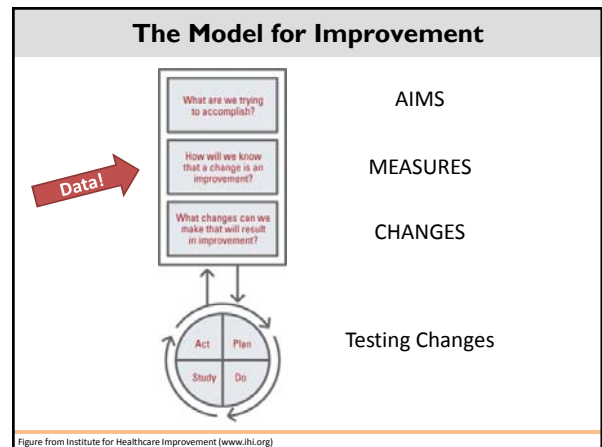 The Model for Improvement
What are we trying
to accomplish?
AIMS
How will we know
that a change is an
improvement?
MEASURES
Data!
What changes can we
make that will result
in improvement?
CHANGES
Act
Plan
Study
Do
Testing Changes
Figure from Institute for Healthcare Improvement (www.ihi.org)